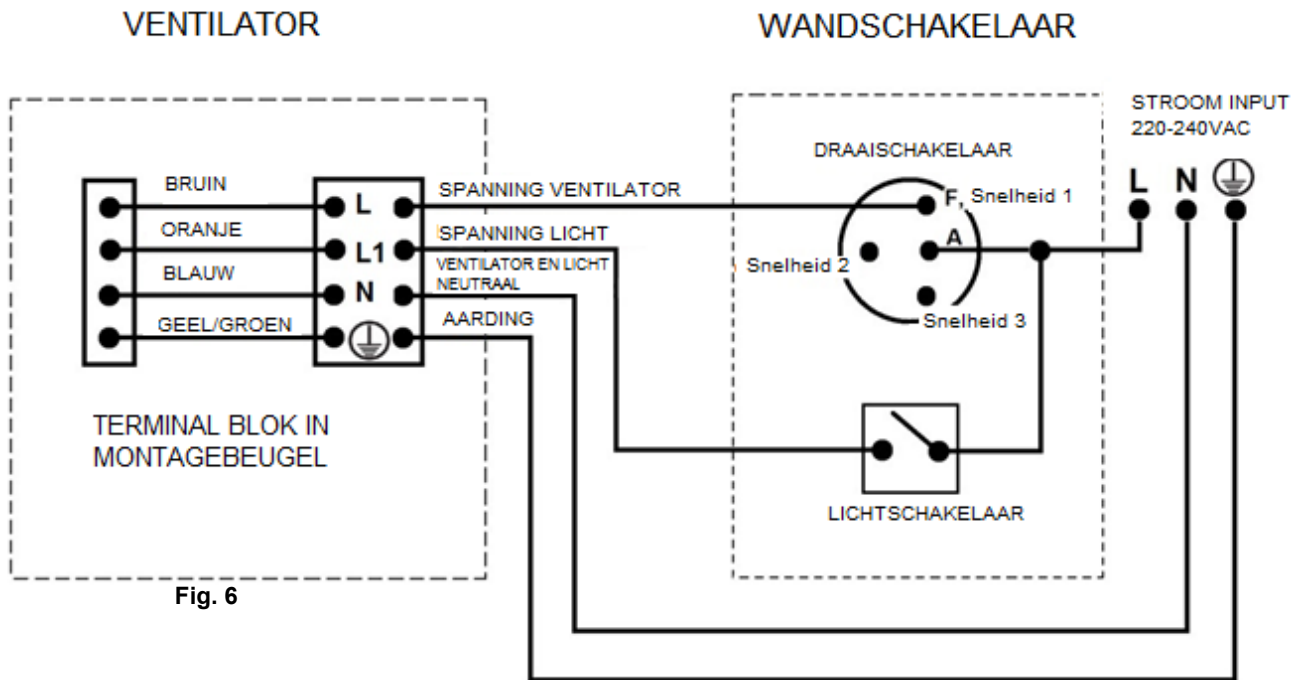 VENTILATOR
WANDSCHAKELAAR
STROOM INPUT
220-240VAC
L N
DRAAISCHAKELAAR
BRUIN
L
SPANNING VENTILATOR
F, Snelheid 1
ORANJE
L1
SPANNING LICHT
A
Snelheid 2
BLAUW
N
VENTILATOR EN LICHT
NEUTRAAL
GEEL/GROEN
AARDING
Snelheid 3
TERMINAL BLOK IN
MONTAGEBEUGEL
LICHTSCHAKELAAR
Fig. 6